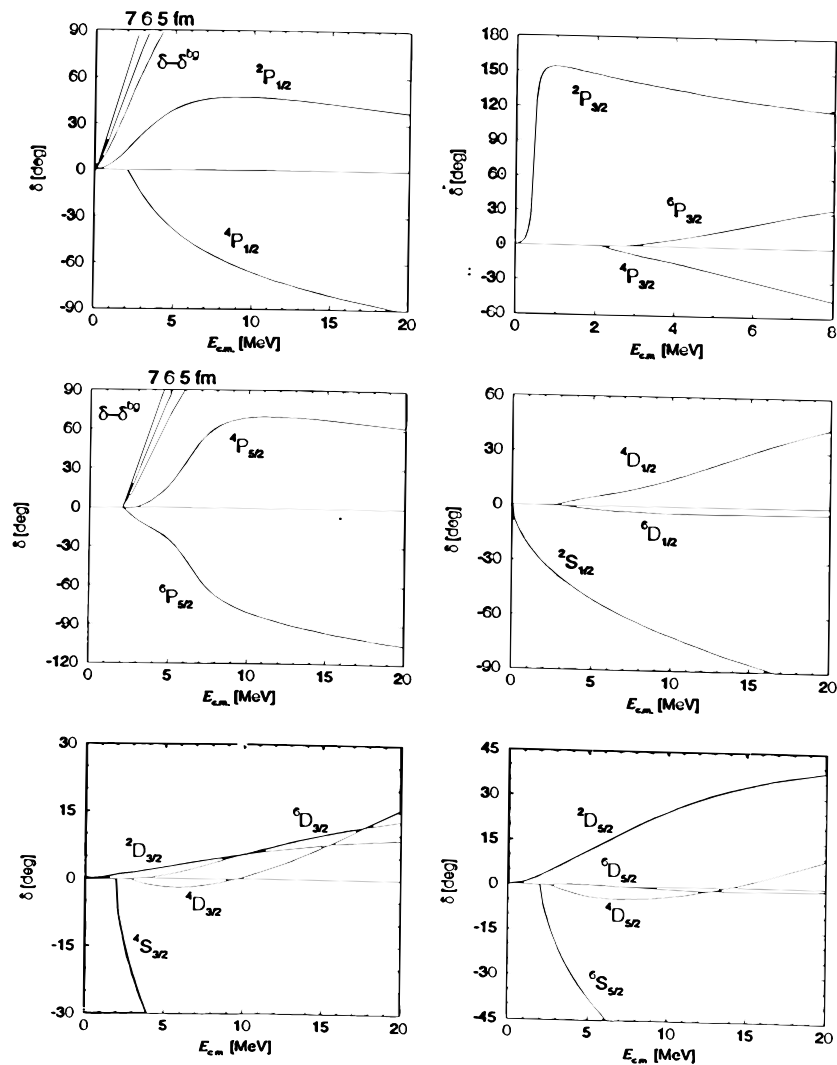 7 6 5 fm
90
60
30
0
-30
-60
-90
δ [deg]
δ–δ^bg
²P₁/₂
⁴P₁/₂
0 5 10 15 20
E_c.m. [MeV]
180
150
120
90
60
30
0
-30
-60
δ [deg]
²P₃/₂
⁶P₃/₂
⁴P₃/₂
0 2 4 6 8
E_c.m. [MeV]
7 6 5 fm
90
60
30
0
-30
-60
-90
-120
δ [deg]
δ–δ^bg
⁴P₅/₂
⁶P₅/₂
0 5 10 15 20
E_c.m. [MeV]
60
30
0
-30
-60
-90
δ [deg]
⁴D₁/₂
⁶D₁/₂
²S₁/₂
0 5 10 15 20
E_c.m. [MeV]
30
15
0
-15
-30
δ [deg]
⁶D₃/₂
²D₃/₂
⁴D₃/₂
⁴S₃/₂
0 5 10 15 20
E_c.m. [MeV]
45
30
15
0
-15
-30
-45
δ [deg]
²D₅/₂
⁶D₅/₂
⁴D₅/₂
⁶S₅/₂
0 5 10 15 20
E_c.m. [MeV]